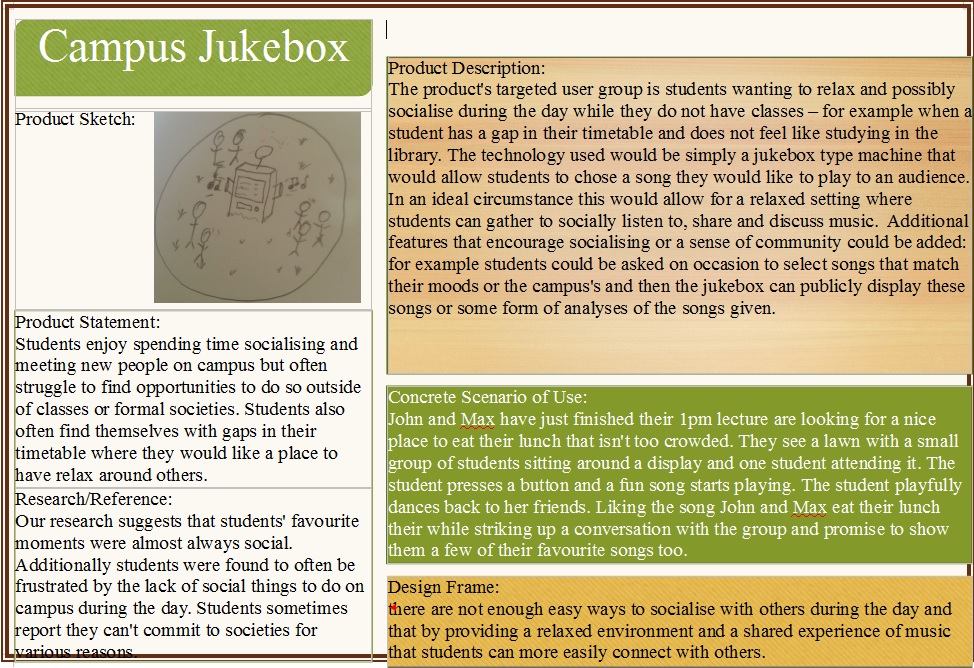 Campus Jukebox
Product Sketch:
Product Statement:
Students enjoy spending time socialising and
meeting new people on campus but often
struggle to find opportunities to do so outside
of classes or formal societies. Students also
often find themselves with gaps in their
timetable where they would like a place to
have relax around others.
Research/Reference:
Our research suggests that students' favourite
moments were almost always social.
Additionally students were found to often be
frustrated by the lack of social things to do on
campus during the day. Students sometimes
report they can't commit to societies for
various reasons.
Product Description:
The product's targeted user group is students wanting to relax and possibly
socialise during the day while they do not have classes – for example when a
student has a gap in their timetable and does not feel like studying in the
library. The technology used would be simply a jukebox type machine that
would allow students to chose a song they would like to play to an audience.
In an ideal circumstance this would allow for a relaxed setting where
students can gather to socially listen to, share and discuss music.  Additional
features that encourage socialising or a sense of community could be added:
for example students could be asked on occasion to select songs that match
their moods or the campus's and then the jukebox can publicly display these
songs or some form of analyses of the songs given.
Concrete Scenario of Use:
John and Max have just finished their 1pm lecture are looking for a nice
place to eat their lunch that isn't too crowded. They see a lawn with a small
group of students sitting around a display and one student attending it. The
student presses a button and a fun song starts playing. The student playfully
dances back to her friends. Liking the song John and Max eat their lunch
their while striking up a conversation with the group and promise to show
them a few of their favourite songs too.
Design Frame:
there are not enough easy ways to socialise with others during the day and
that by providing a relaxed environment and a shared experience of music
that students can more easily connect with others.